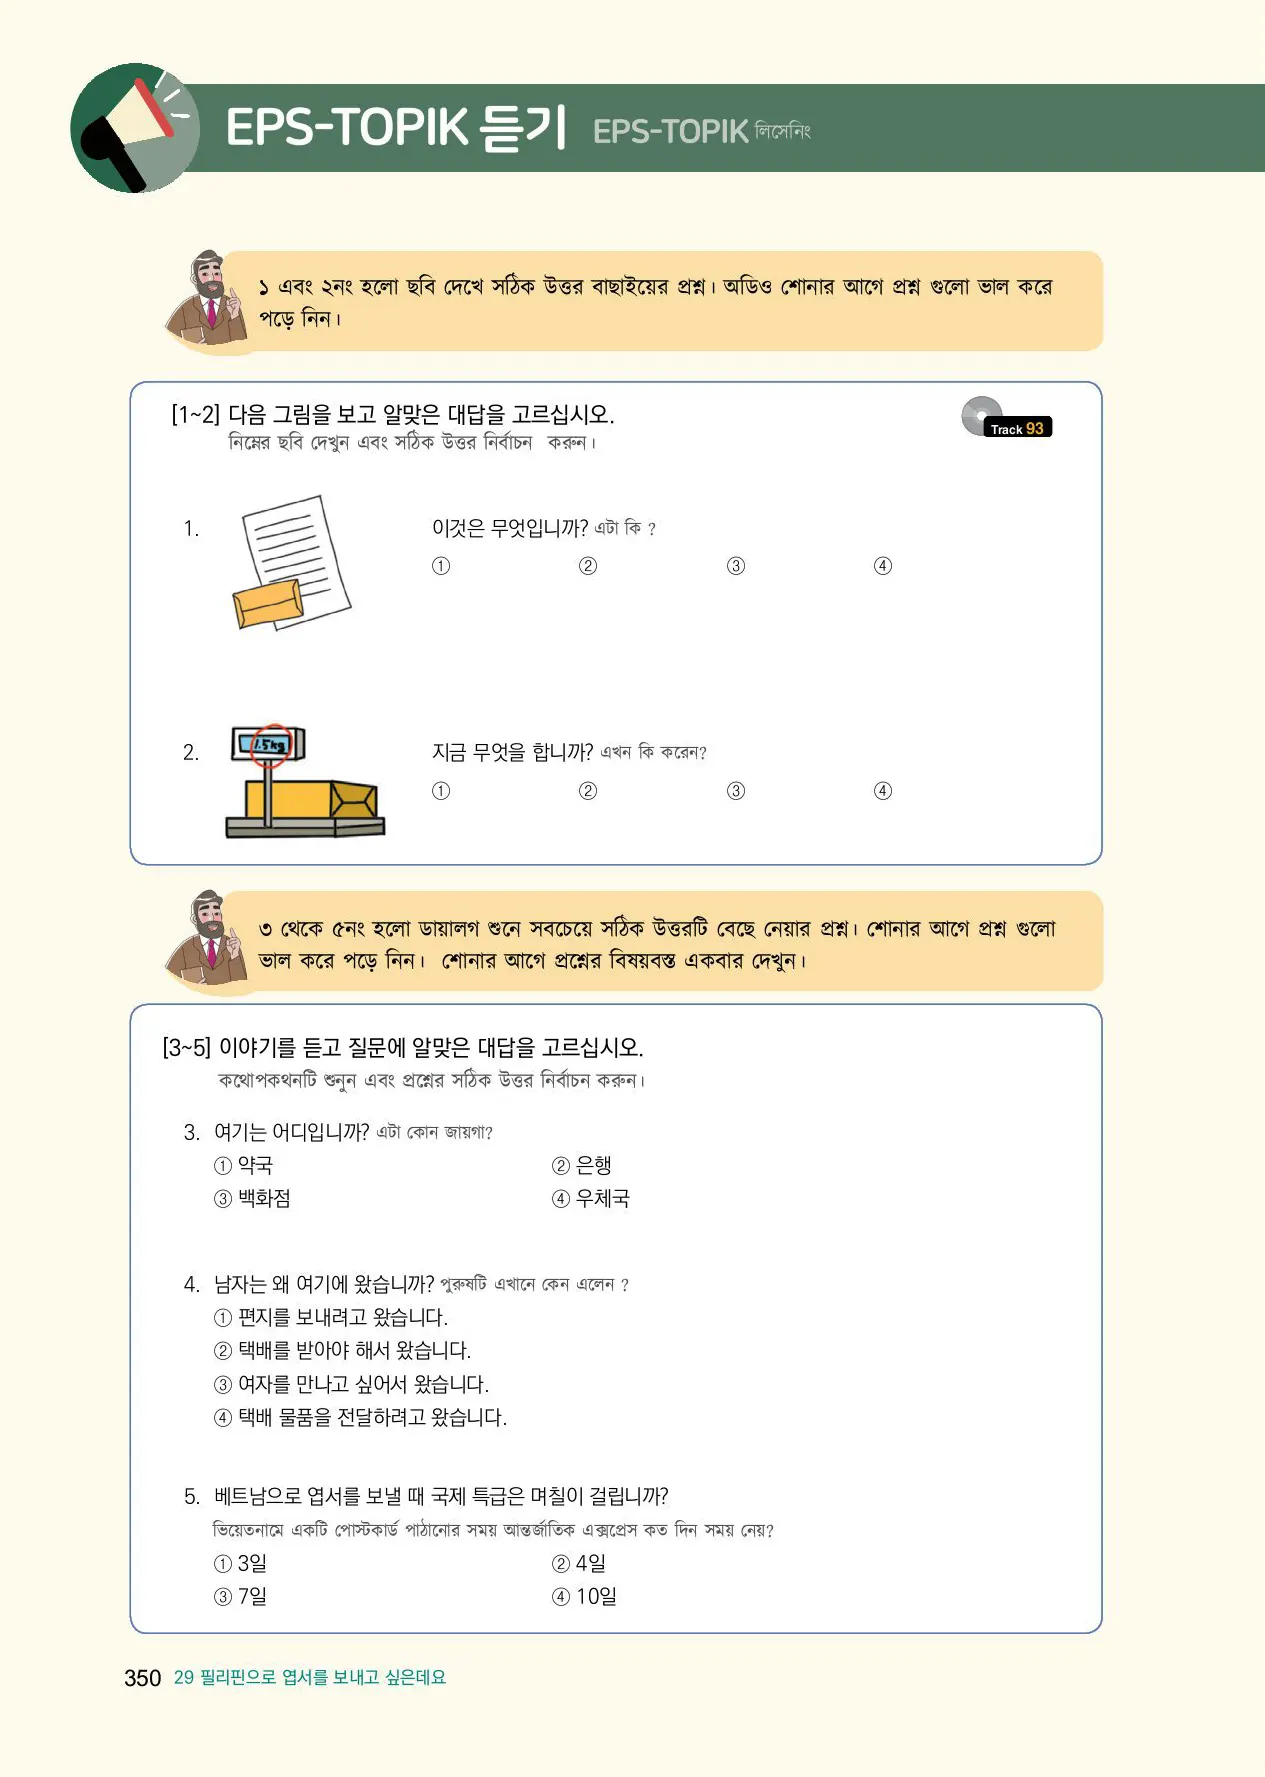 EPS-TOPIK 듣기 EPS-TOPIK লিসেনিং
১ এবং ২নং হলো ছবি দেখে সঠিক উত্তর বাছাইয়ের প্রশ্ন। অডিও শোনার আগে প্রশ্ন গুলো ভাল করে
পড়ে নিন।
[1~2] 다음 그림을 보고 알맞은 대답을 고르십시오.
Track 93
নিম্নের ছবি দেখুন এবং সঠিক উত্তর নির্বাচন করুন।
1. 이것은 무엇입니까? এটা কি ?
① ② ③ ④
1.5kg
2. 지금 무엇을 합니까? এখন কি করেন?
① ② ③ ④
৩ থেকে ৫নং হলো ডায়ালগ শুনে সবচেয়ে সঠিক উত্তরটি বেছে নেয়ার প্রশ্ন। শোনার আগে প্রশ্ন গুলো
ভাল করে পড়ে নিন। শোনার আগে প্রশ্নের বিষয়বস্তু একবার দেখুন।
[3~5] 이야기를 듣고 질문에 알맞은 대답을 고르십시오.
কথোপকথনটি শুনুন এবং প্রশ্নের সঠিক উত্তর নির্বাচন করুন।
3. 여기는 어디입니까? এটা কোন জায়গা?
① 약국 ② 은행
③ 백화점 ④ 우체국
4. 남자는 왜 여기에 왔습니까? পুরুষটি এখানে কেন এলেন ?
① 편지를 보내려고 왔습니다.
② 택배를 받아야 해서 왔습니다.
③ 여자를 만나고 싶어서 왔습니다.
④ 택배 물품을 전달하려고 왔습니다.
5. 베트남으로 엽서를 보낼 때 국제 특급은 며칠이 걸립니까?
ভিয়েতনামে একটি পোস্টকার্ড পাঠানোর সময় আন্তর্জাতিক এক্সপ্রেস কত দিন সময় নেয়?
① 3일 ② 4일
③ 7일 ④ 10일
350 29 필리핀으로 엽서를 보내고 싶은데요